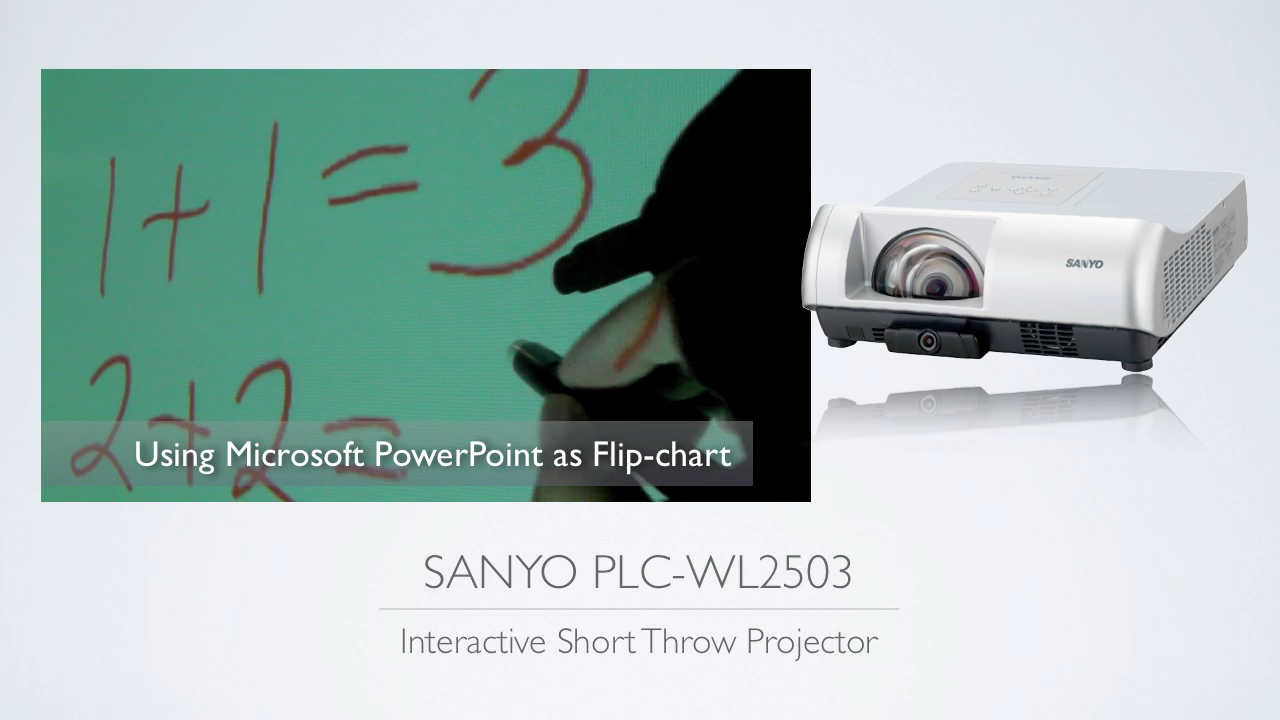 1+1=3
2+2=
Using Microsoft PowerPoint as Flip-chart
SANYO
SANYO PLC-WL2503
Interactive Short Throw Projector